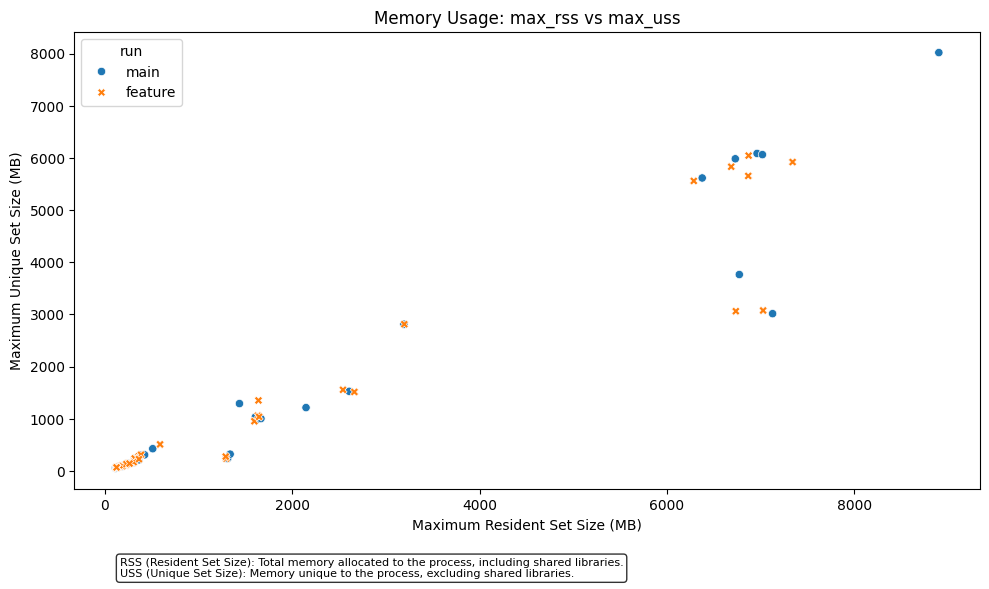 Memory Usage: max_rss vs max_uss
run
main
feature
8000
7000
6000
5000
4000
3000
2000
1000
0
Maximum Unique Set Size (MB)
0 2000 4000 6000 8000
Maximum Resident Set Size (MB)
RSS (Resident Set Size): Total memory allocated to the process, including shared libraries.
USS (Unique Set Size): Memory unique to the process, excluding shared libraries.